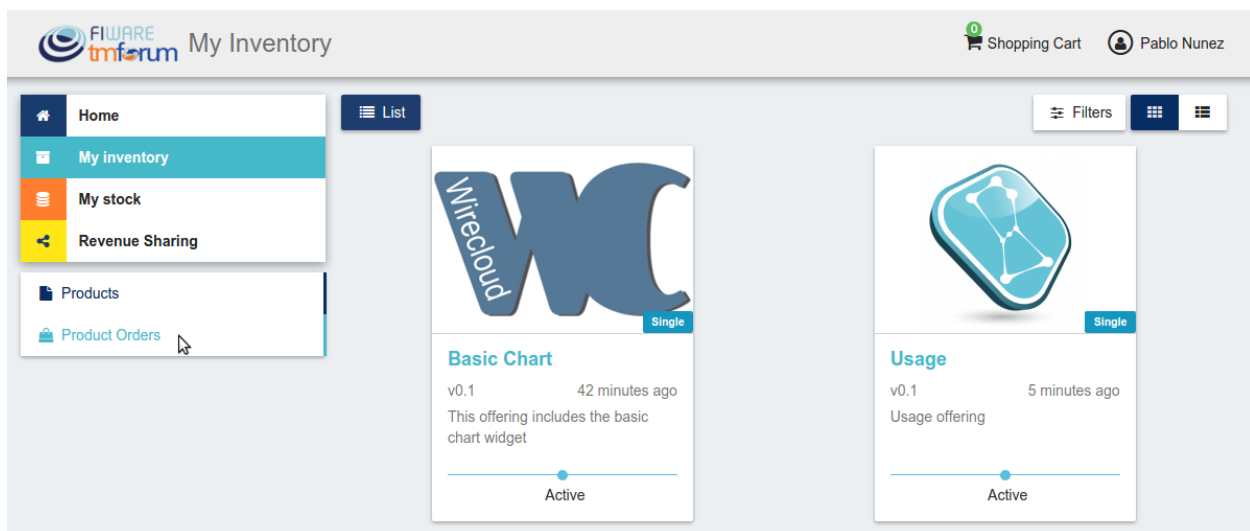 FIWARE
tmforum
My Inventory
0
Shopping Cart
Pablo Nunez
Home
My inventory
My stock
Revenue Sharing
Products
Product Orders
List
Filters
Wirecloud
WC
Single
Basic Chart
v0.1 42 minutes ago
This offering includes the basic
chart widget
Active
Single
Usage
v0.1 5 minutes ago
Usage offering
Active